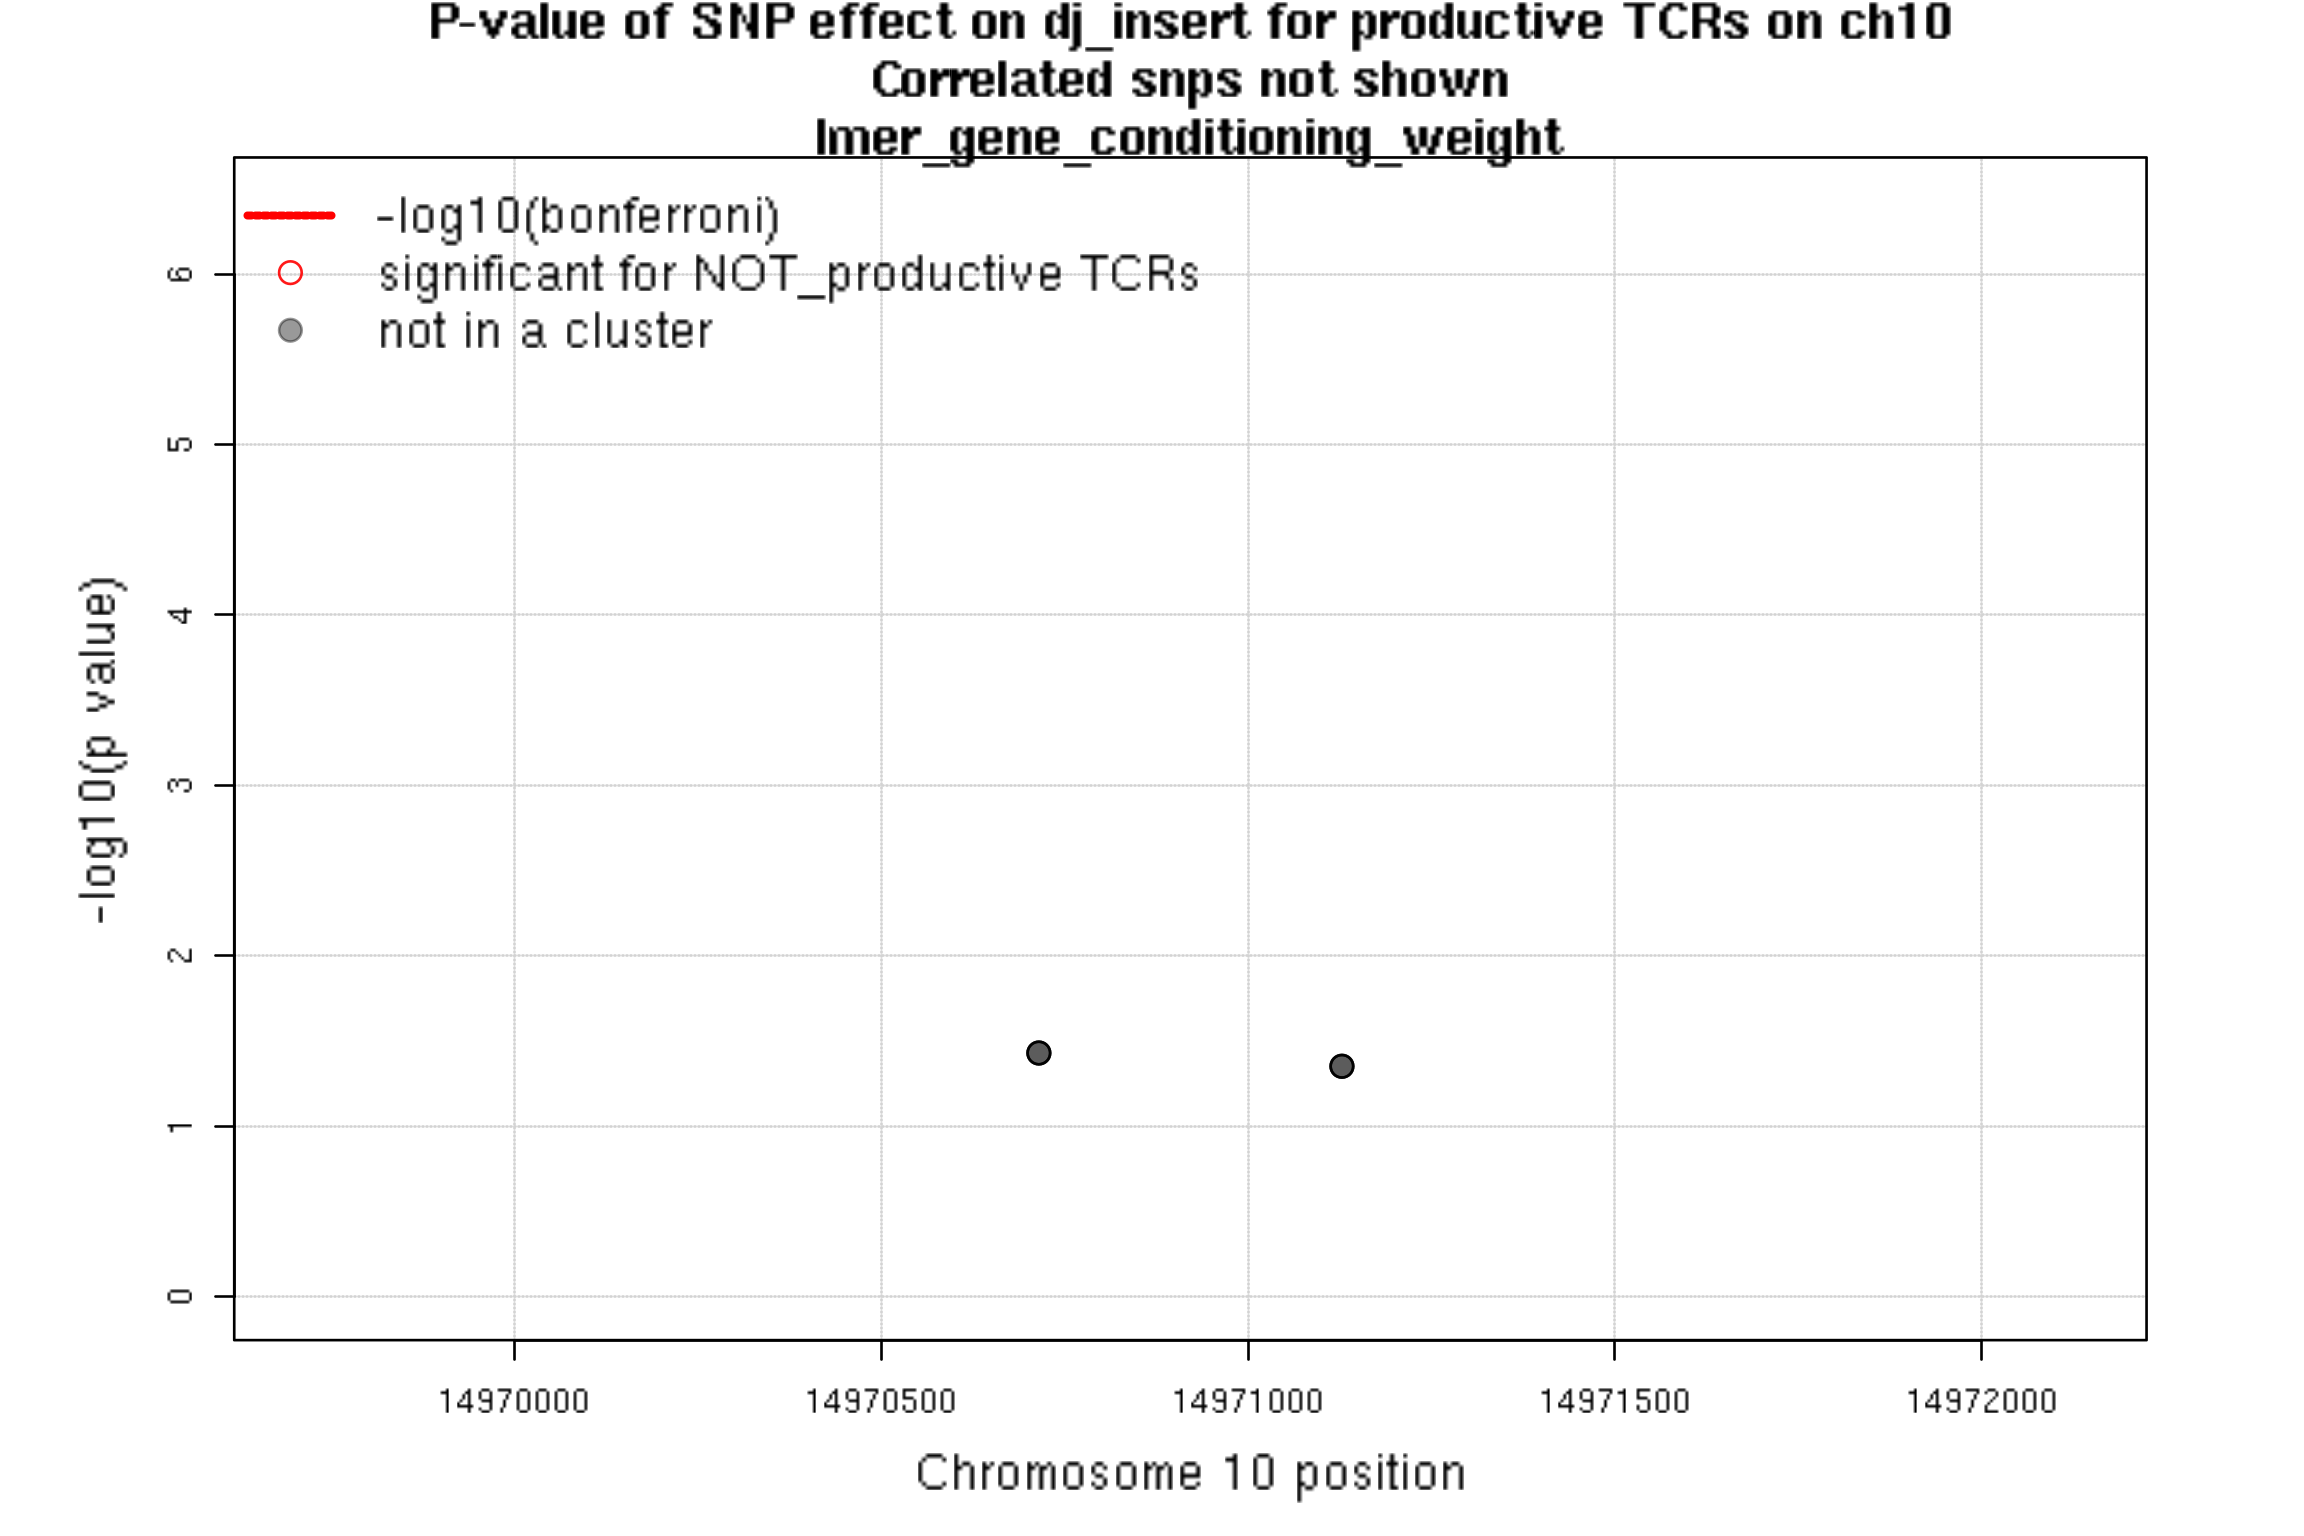 P-value of SNP effect on dj_insert for productive TCRs on ch10
Correlated snps not shown
lmer_gene_conditioning_weight
-log10(bonferroni)
significant for NOT_productive TCRs
not in a cluster
-log10(p value)
6
5
4
3
2
1
0
14970000 14970500 14971000 14971500 14972000
Chromosome 10 position